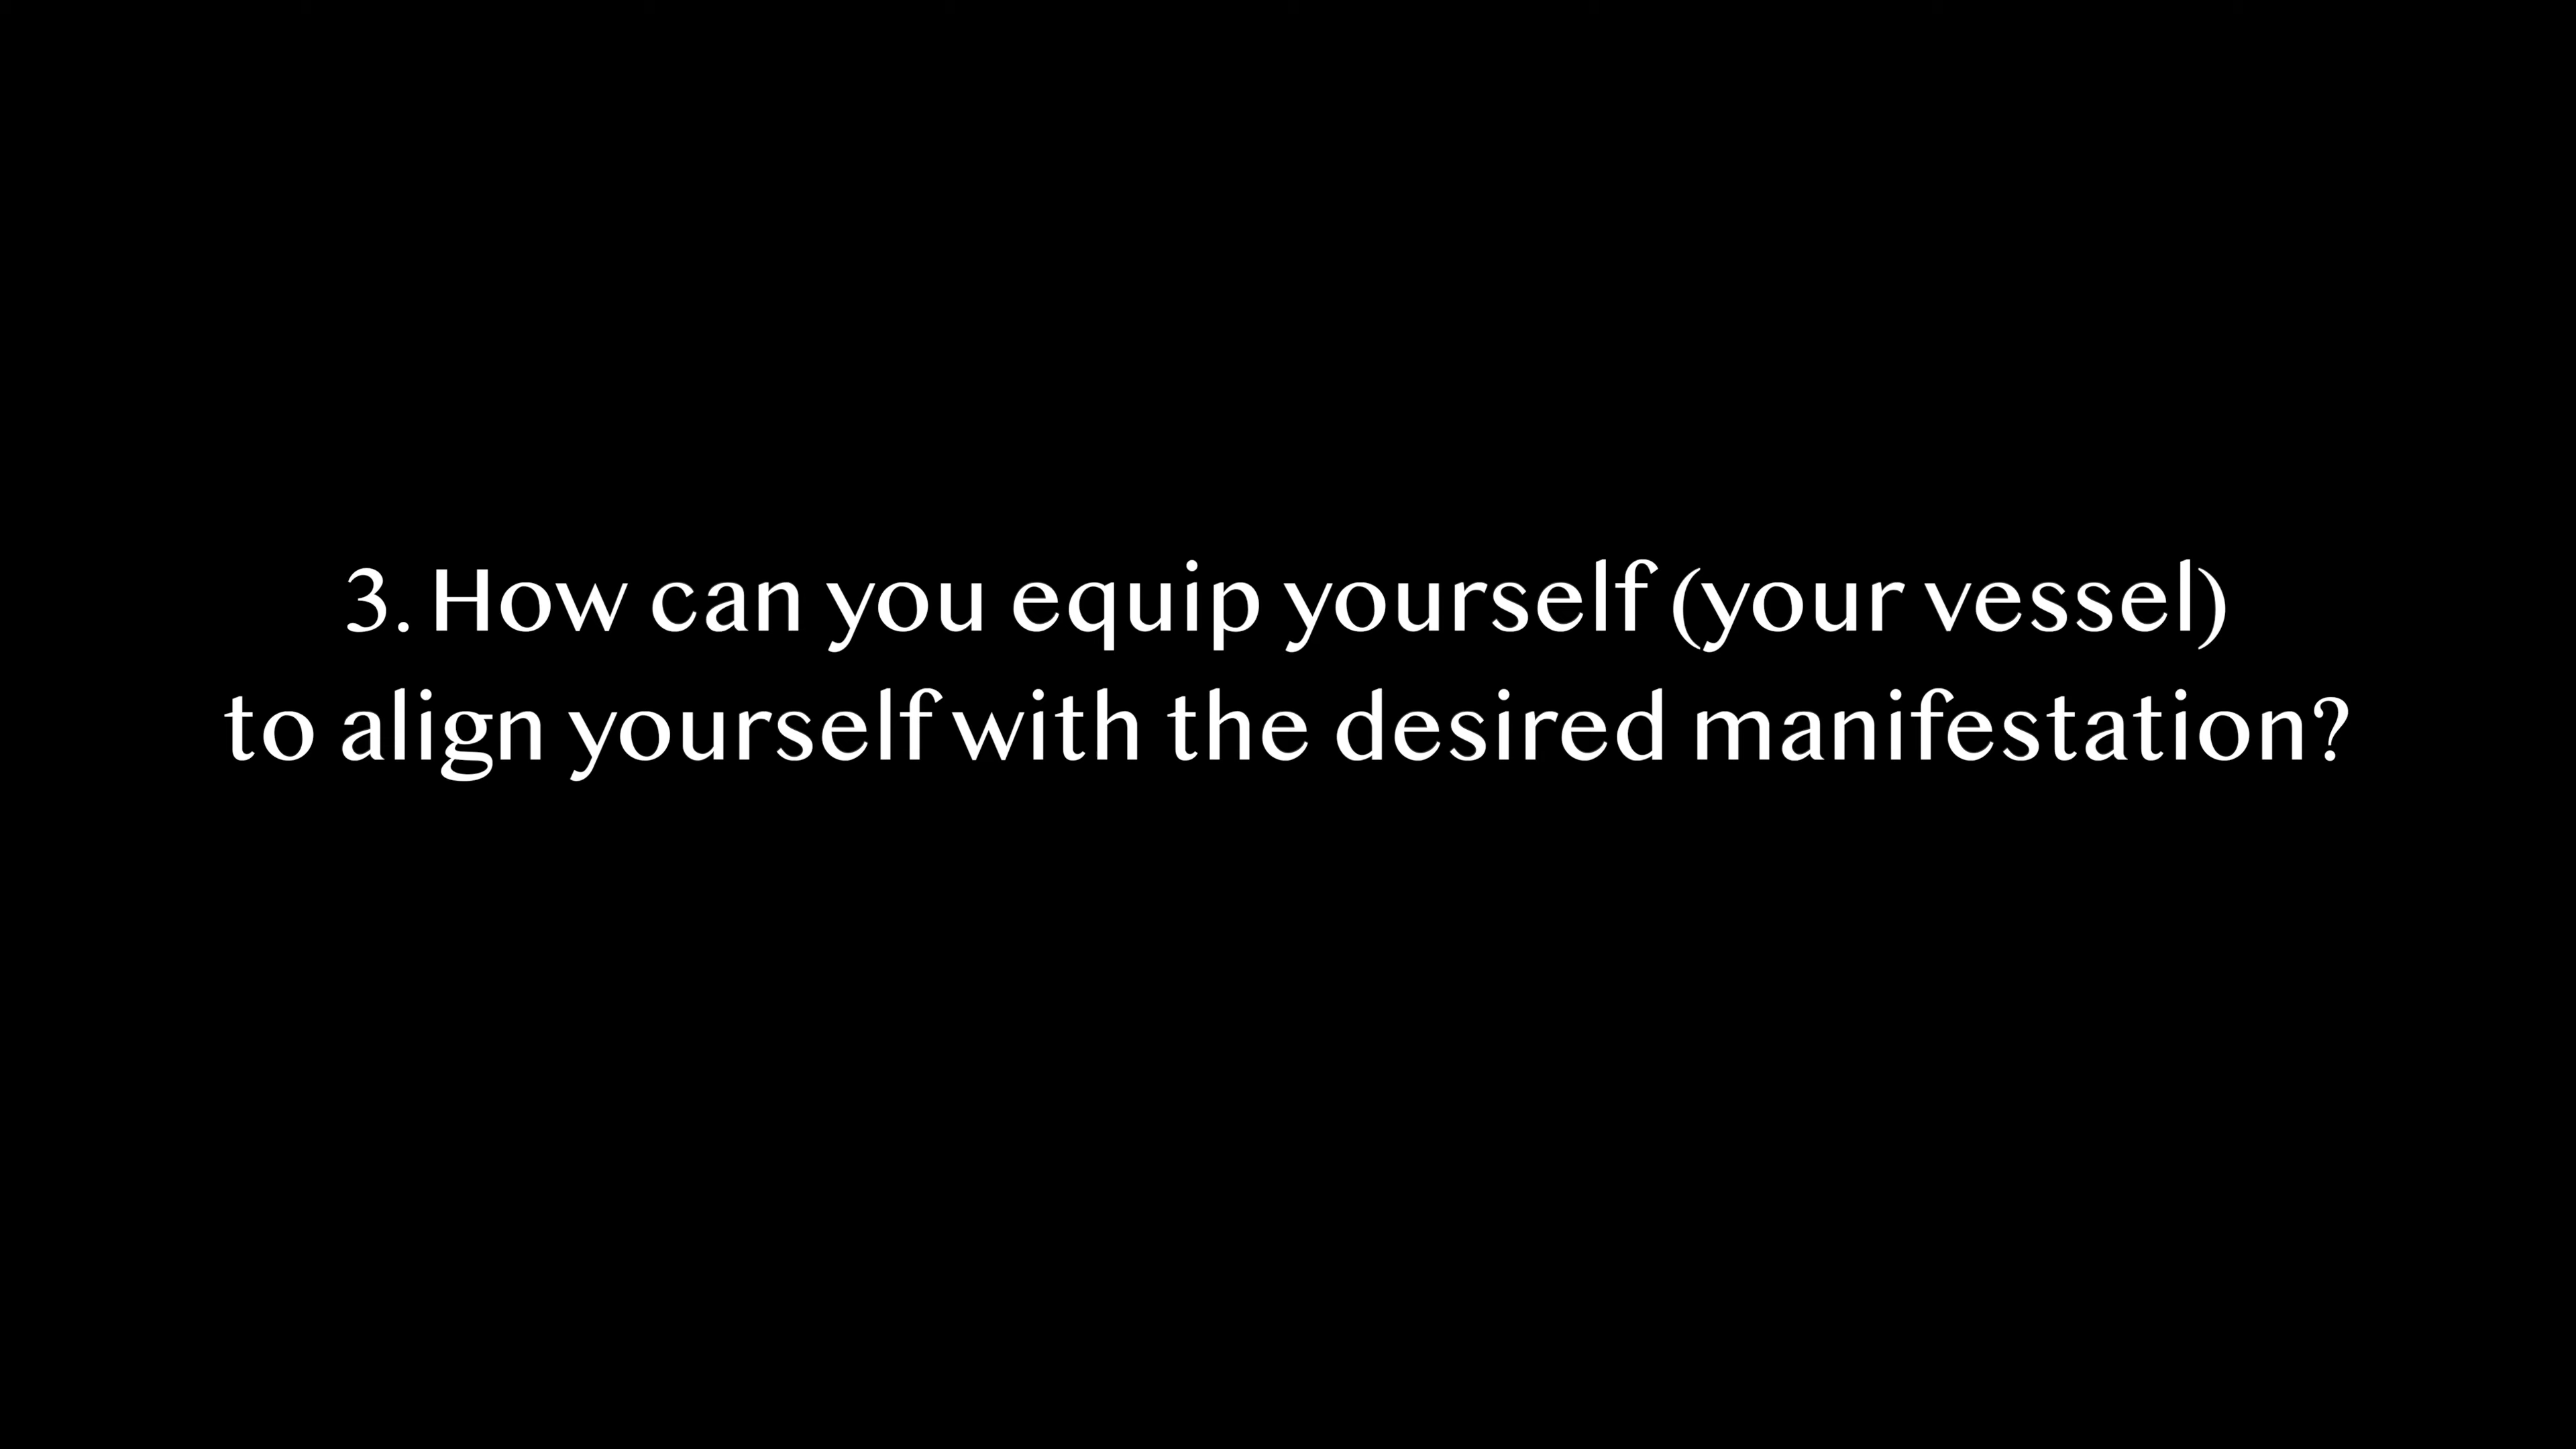 3. How can you equip yourself (your vessel)
to align yourself with the desired manifestation?